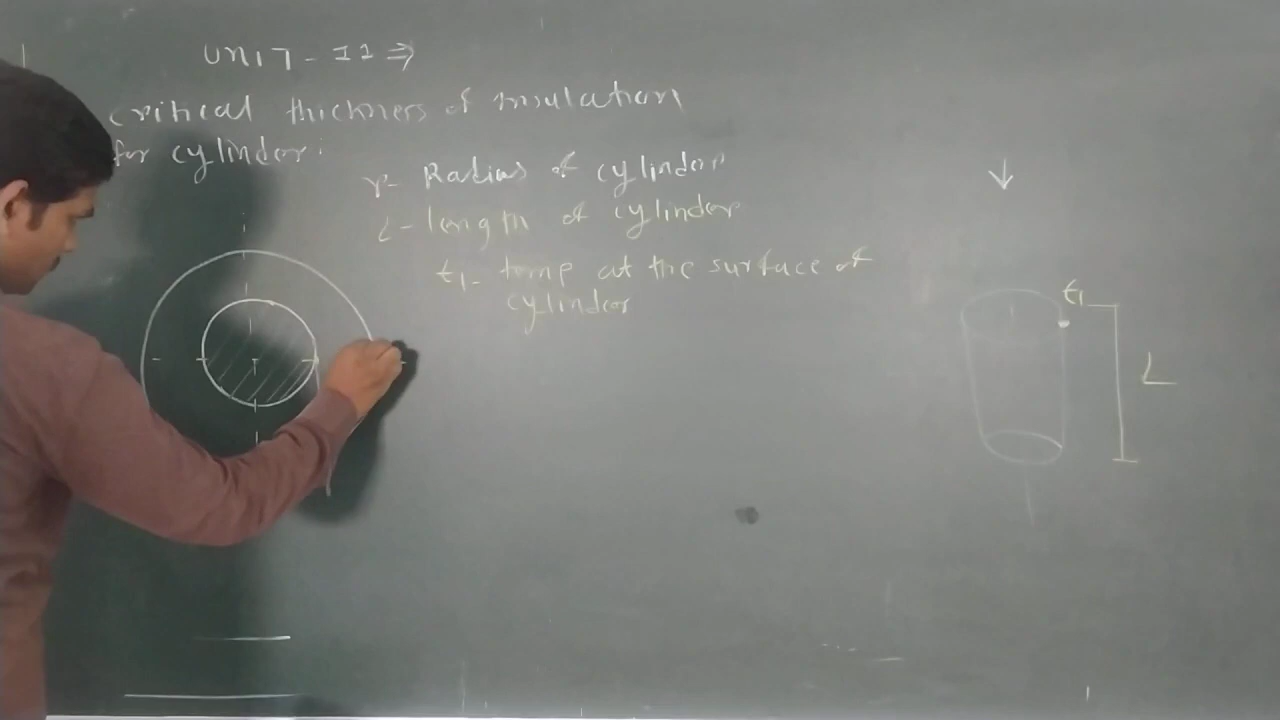 UNIT - II ⇒
critical thickness of insulation
for cylinder:
r - Radius of cylinder
L - length of cylinder
t1 - temp at the surface of
cylinder
t1
L